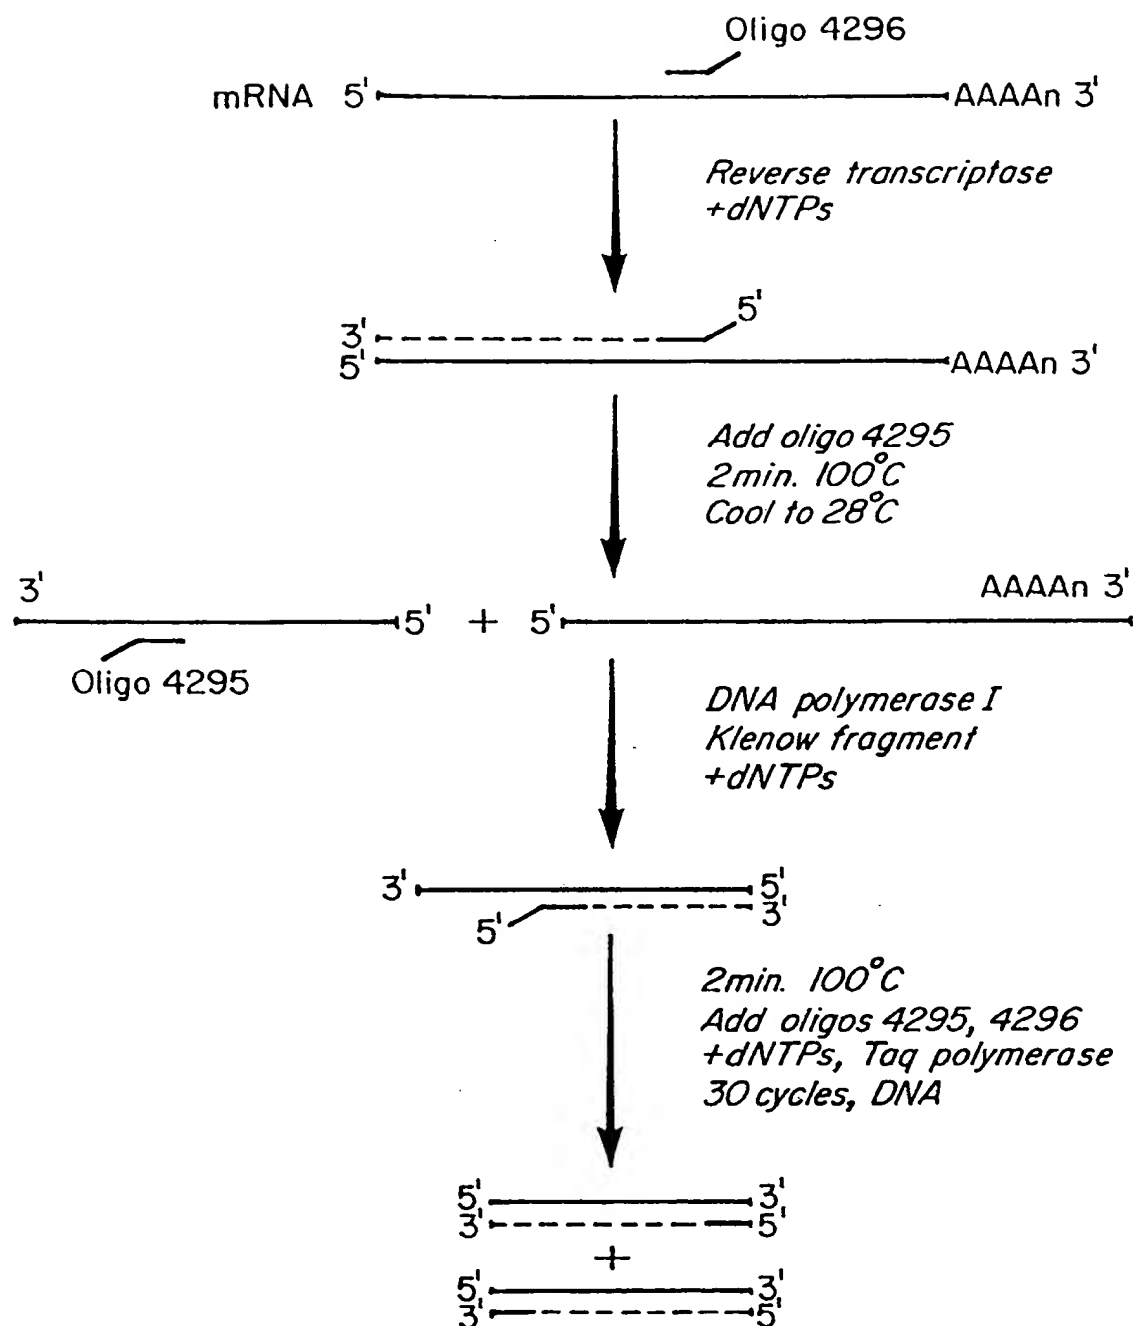 Oligo 4296
mRNA 5' AAAAn 3'
Reverse transcriptase
+dNTPs
5'
3'
5' AAAAn 3'
Add oligo 4295
2min. 100°C
Cool to 28°C
3' AAAAn 3'
5' + 5'
Oligo 4295
DNA polymerase I
Klenow fragment
+dNTPs
3' 5'
5' 3'
2min. 100°C
Add oligos 4295, 4296
+dNTPs, Taq polymerase
30 cycles, DNA
5' 3'
3' 5'
+
5' 3'
3' 5'